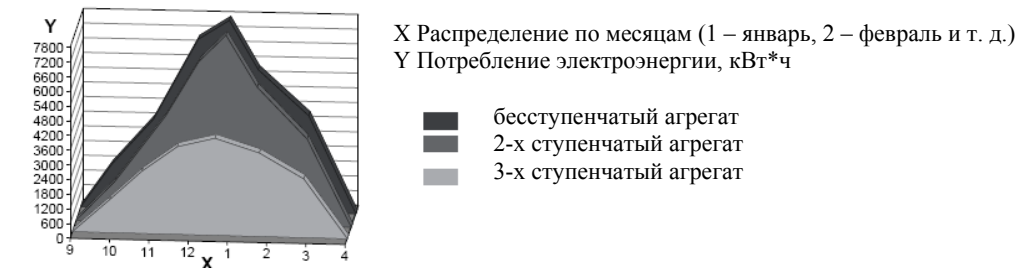 Y
7800
7200
6600
6000
5400
4800
4200
3600
3000
2400
1800
1200
600
0
9 10 11 12 1 2 3 4
X
X Распределение по месяцам (1 – январь, 2 – февраль и т. д.)
Y Потребление электроэнергии, кВт*ч
бесступенчатый агрегат
2-х ступенчатый агрегат
3-х ступенчатый агрегат